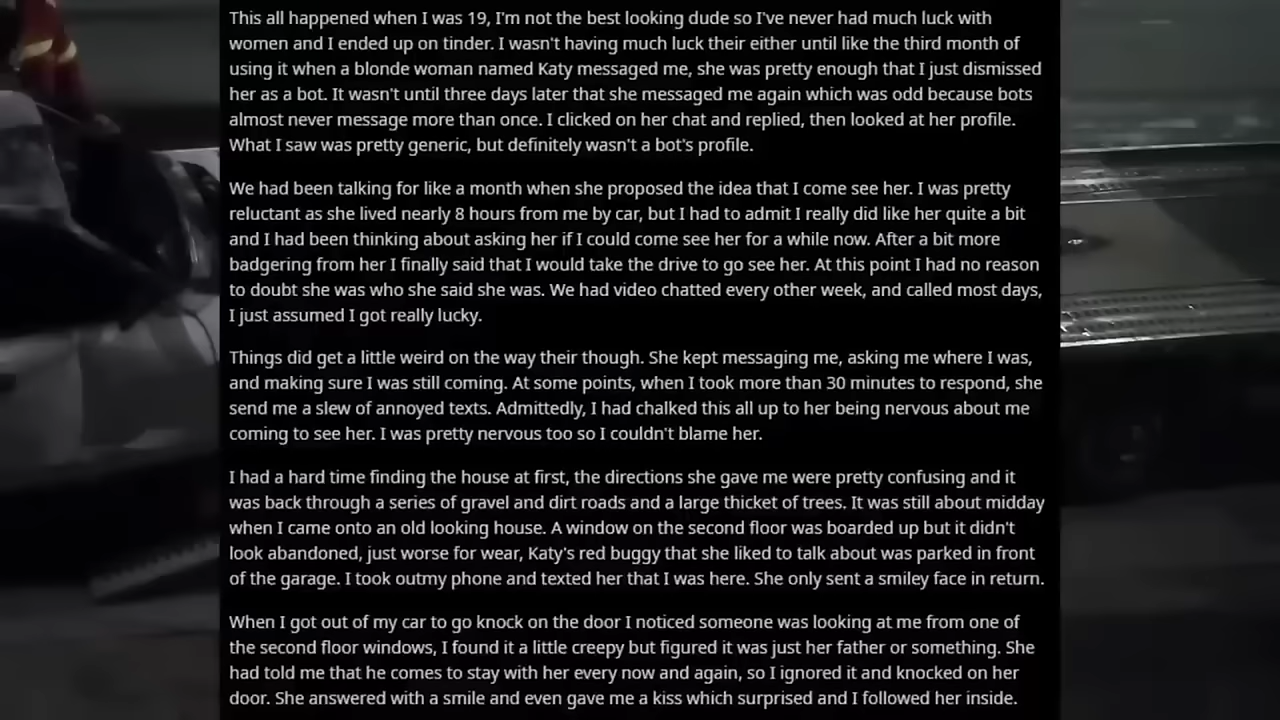 This all happened when I was 19, I'm not the best looking dude so I've never had much luck with
women and I ended up on tinder. I wasn't having much luck their either until like the third month of
using it when a blonde woman named Katy messaged me, she was pretty enough that I just dismissed
her as a bot. It wasn't until three days later that she messaged me again which was odd because bots
almost never message more than once. I clicked on her chat and replied, then looked at her profile.
What I saw was pretty generic, but definitely wasn't a bot's profile.
We had been talking for like a month when she proposed the idea that I come see her. I was pretty
reluctant as she lived nearly 8 hours from me by car, but I had to admit I really did like her quite a bit
and I had been thinking about asking her if I could come see her for a while now. After a bit more
badgering from her I finally said that I would take the drive to go see her. At this point I had no reason
to doubt she was who she said she was. We had video chatted every other week, and called most days,
I just assumed I got really lucky.
Things did get a little weird on the way their though. She kept messaging me, asking me where I was,
and making sure I was still coming. At some points, when I took more than 30 minutes to respond, she
send me a slew of annoyed texts. Admittedly, I had chalked this all up to her being nervous about me
coming to see her. I was pretty nervous too so I couldn't blame her.
I had a hard time finding the house at first, the directions she gave me were pretty confusing and it
was back through a series of gravel and dirt roads and a large thicket of trees. It was still about midday
when I came onto an old looking house. A window on the second floor was boarded up but it didn't
look abandoned, just worse for wear, Katy's red buggy that she liked to talk about was parked in front
of the garage. I took outmy phone and texted her that I was here. She only sent a smiley face in return.
When I got out of my car to go knock on the door I noticed someone was looking at me from one of
the second floor windows, I found it a little creepy but figured it was just her father or something. She
had told me that he comes to stay with her every now and again, so I ignored it and knocked on her
door. She answered with a smile and even gave me a kiss which surprised and I followed her inside.